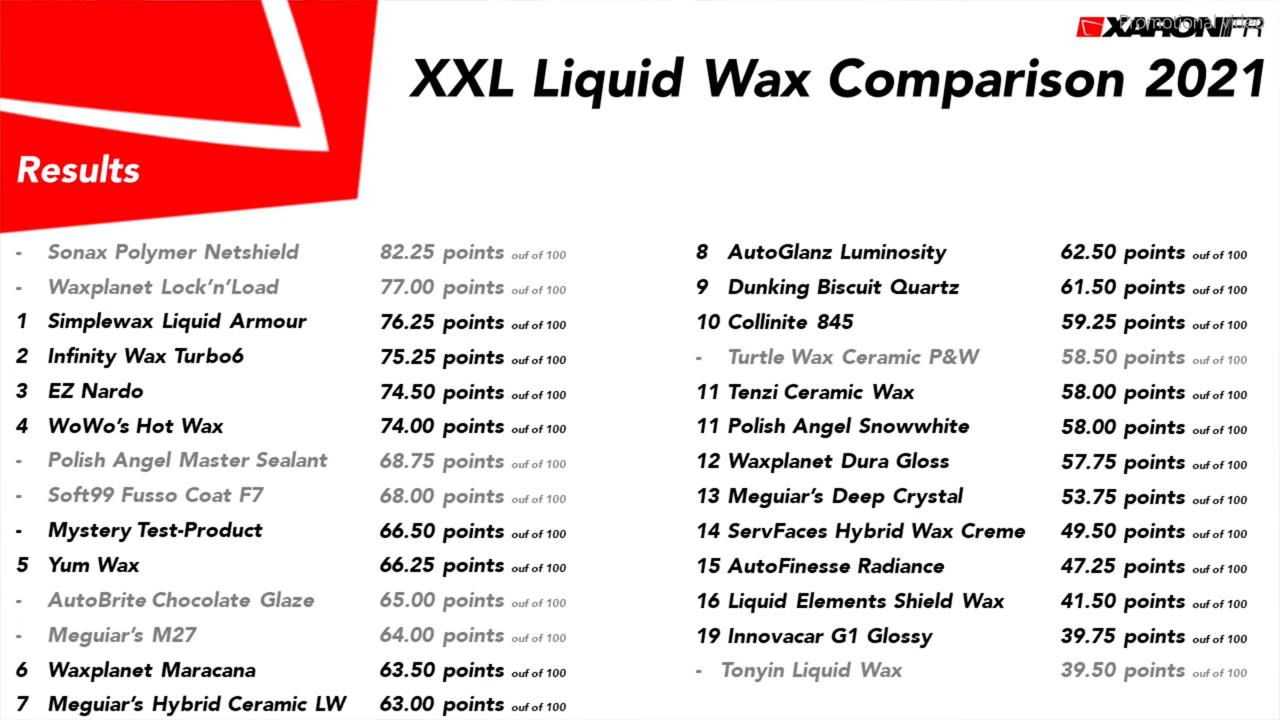 XARONFR
Promotional video
XXL Liquid Wax Comparison 2021
Results
- Sonax Polymer Netshield 82.25 points ouf of 100
- Waxplanet Lock’n’Load 77.00 points ouf of 100
1 Simplewax Liquid Armour 76.25 points ouf of 100
2 Infinity Wax Turbo6 75.25 points ouf of 100
3 EZ Nardo 74.50 points ouf of 100
4 WoWo’s Hot Wax 74.00 points ouf of 100
- Polish Angel Master Sealant 68.75 points ouf of 100
- Soft99 Fusso Coat F7 68.00 points ouf of 100
- Mystery Test-Product 66.50 points ouf of 100
5 Yum Wax 66.25 points ouf of 100
- AutoBrite Chocolate Glaze 65.00 points ouf of 100
- Meguiar’s M27 64.00 points ouf of 100
6 Waxplanet Maracana 63.50 points ouf of 100
7 Meguiar’s Hybrid Ceramic LW 63.00 points ouf of 100
8 AutoGlanz Luminosity 62.50 points ouf of 100
9 Dunking Biscuit Quartz 61.50 points ouf of 100
10 Collinite 845 59.25 points ouf of 100
- Turtle Wax Ceramic P&W 58.50 points ouf of 100
11 Tenzi Ceramic Wax 58.00 points ouf of 100
11 Polish Angel Snowwhite 58.00 points ouf of 100
12 Waxplanet Dura Gloss 57.75 points ouf of 100
13 Meguiar’s Deep Crystal 53.75 points ouf of 100
14 ServFaces Hybrid Wax Creme 49.50 points ouf of 100
15 AutoFinesse Radiance 47.25 points ouf of 100
16 Liquid Elements Shield Wax 41.50 points ouf of 100
19 Innovacar G1 Glossy 39.75 points ouf of 100
- Tonyin Liquid Wax 39.50 points ouf of 100